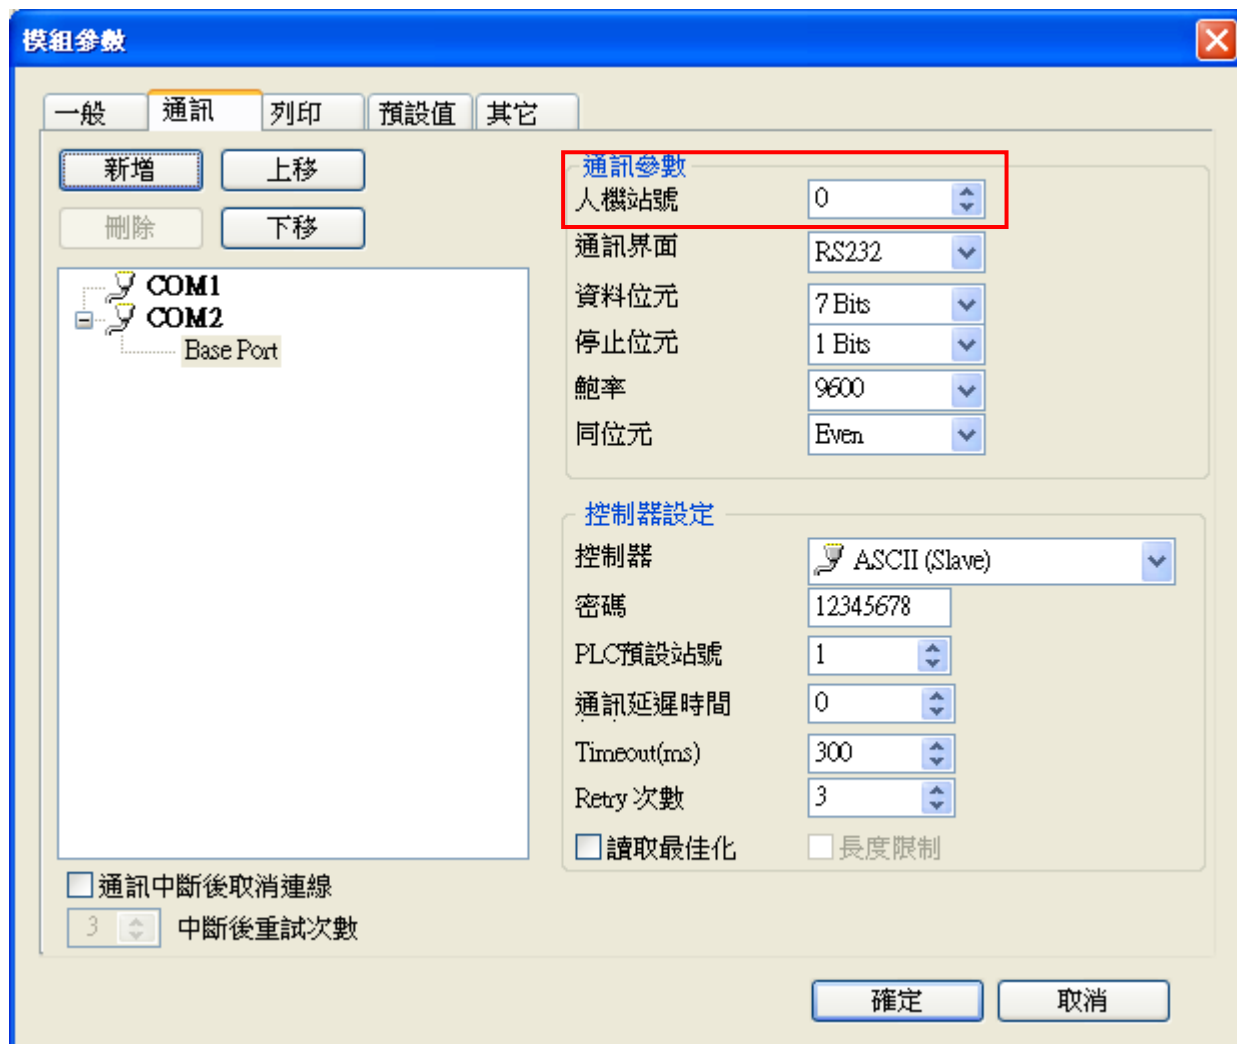 模組參數
一般 通訊 列印 預設值 其它
新增 上移
刪除 下移
COM1
COM2
Base Port
通訊中斷後取消連線
3 中斷後重試次數
通訊參數
人機站號 0
通訊界面 RS232
資料位元 7 Bits
停止位元 1 Bits
鮑率 9600
同位元 Even
控制器設定
控制器 ASCII (Slave)
密碼 12345678
PLC預設站號 1
通訊延遲時間 0
Timeout(ms) 300
Retry 次數 3
讀取最佳化 長度限制
確定 取消